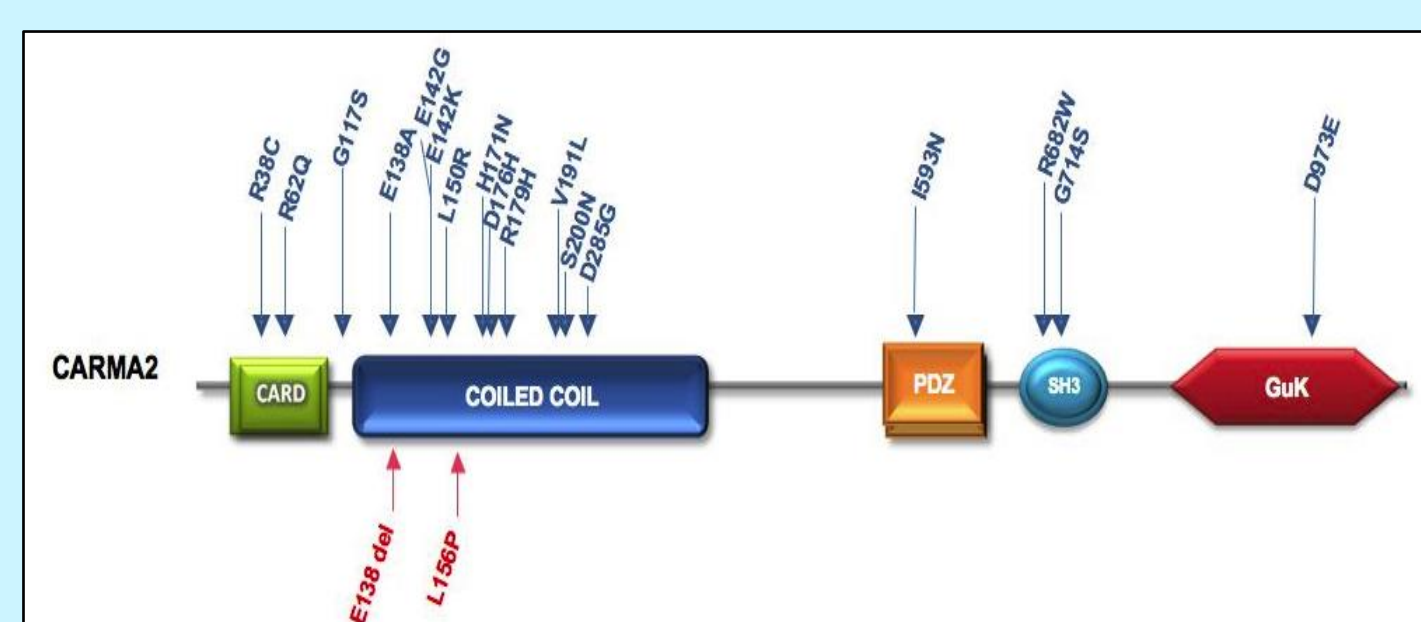 R38C
R62Q
G117S
E138A
E142G
E142K
L150R
H171N
D176H
R179H
V191L
S200N
D285G
I593N
R682W
G714S
D973E
CARMA2
CARD
COILED COIL
PDZ
SH3
GuK
E138 del
L156P